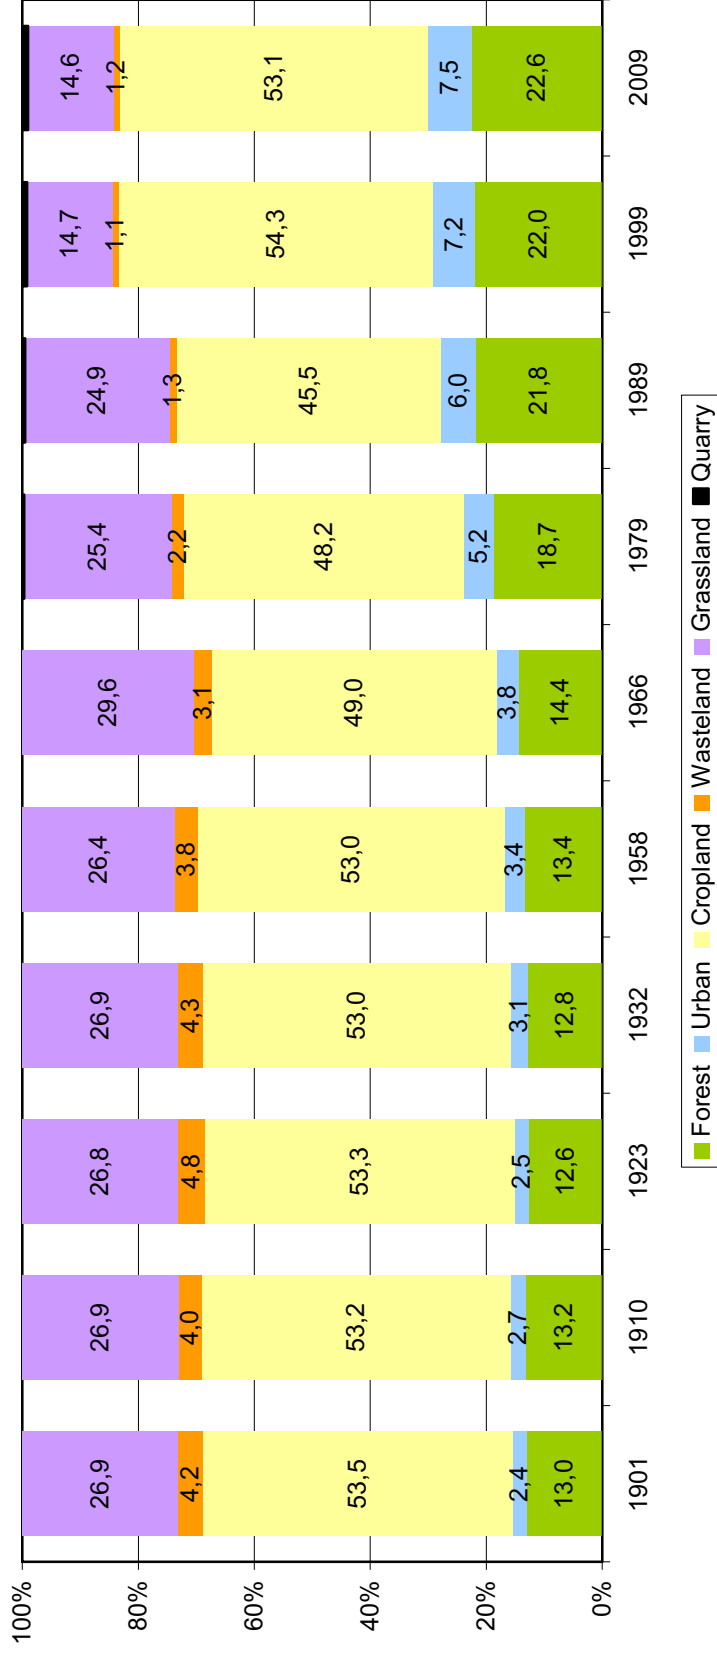 100%
80%
60%
40%
20%
0%
26,9 26,9 26,8 26,9 26,4 29,6 25,4 24,9 14,7 14,6
4,2 4,0 4,8 4,3 3,8 3,1 2,2 1,3 1,1 1,2
53,5 53,2 53,3 53,0 53,0 49,0 48,2 45,5 54,3 53,1
2,4 2,7 2,5 3,1 3,4 3,8 5,2 6,0 7,2 7,5
13,0 13,2 12,6 12,8 13,4 14,4 18,7 21,8 22,0 22,6
1901 1910 1923 1932 1958 1966 1979 1989 1999 2009
Forest Urban Cropland Wasteland Grassland Quarry